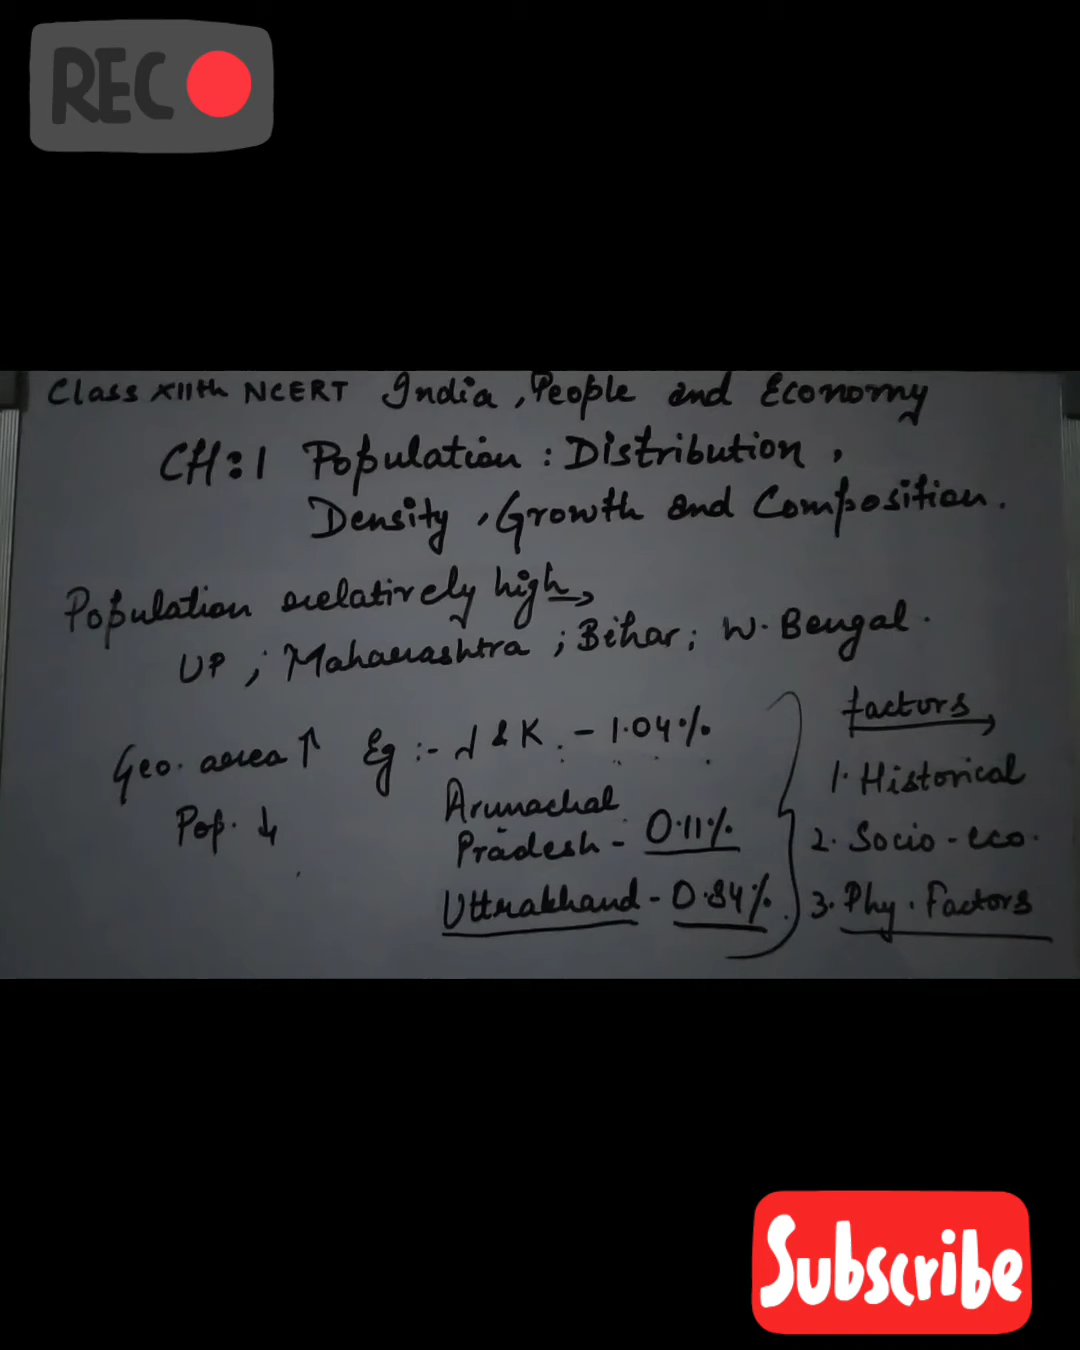 REC
Class XIIth NCERT India, People and Economy
CH:1 Population : Distribution,
Density, Growth and Composition.
Population relatively high →
UP ; Maharashtra ; Bihar ; W. Bengal.
Geo. area ↑ Eg :- J & K. - 1.04%
Pop. ↓ Arunachal
Pradesh - 0.11%
Uttrakhand - 0.84%
factors →
1. Historical
2. Socio-eco.
3. Phy. Factors
Subscribe